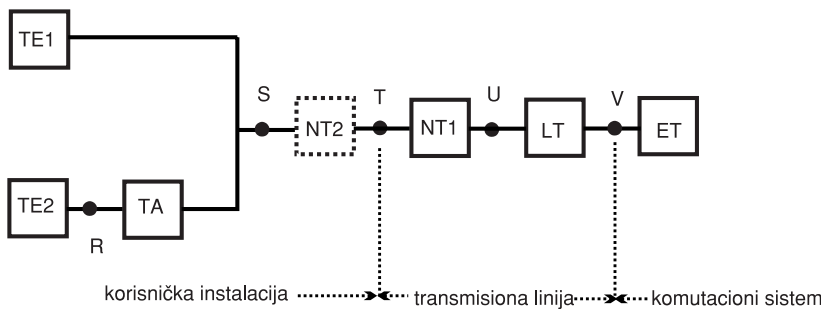 TE1
S
NT2
T
NT1
U
LT
V
ET
TE2
R
TA
korisnička instalacija
transmisiona linija
komutacioni sistem